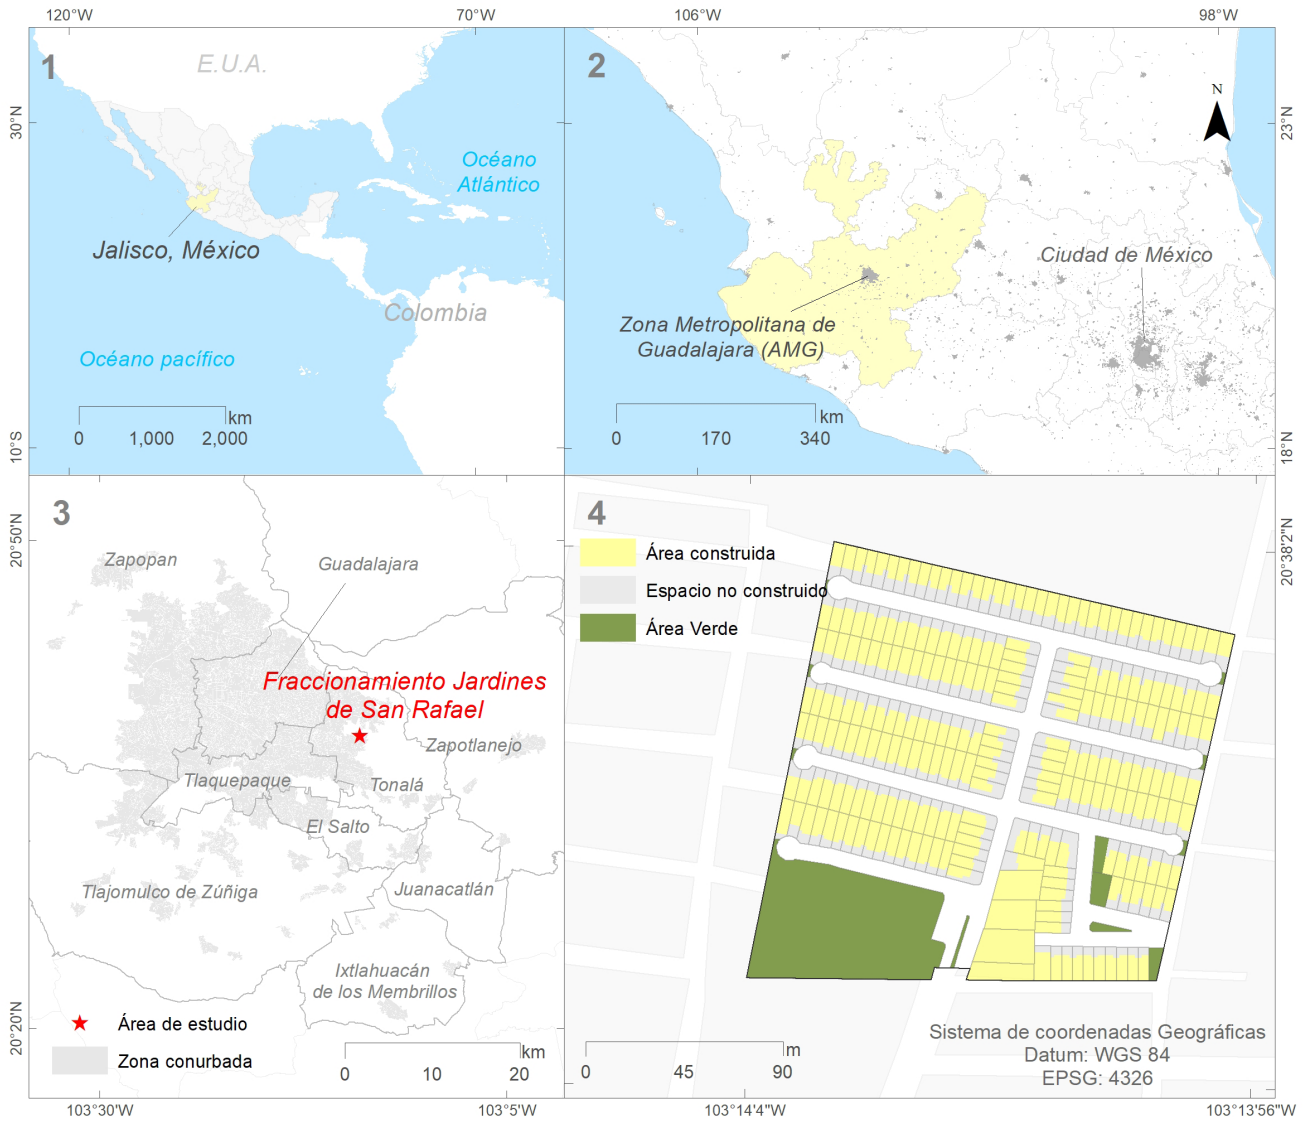 120°W
70°W
106°W
98°W
1
E.U.A.
30°N
Océano
Atlántico
Jalisco, México
Colombia
Océano pacífico
km
0
1,000
2,000
10°S
2
N
23°N
Ciudad de México
Zona Metropolitana de
Guadalajara (AMG)
km
0
170
340
18°N
3
20°50'N
Zapopan
Guadalajara
Fraccionamiento Jardines
de San Rafael
Zapotlanejo
Tlaquepaque
Tonalá
El Salto
Tlajomulco de Zúñiga
Juanacatlán
Ixtlahuacán
de los Membrillos
Área de estudio
Zona conurbada
km
0
10
20
20°20'N
103°30'W
103°5'W
4
Área construida
Espacio no construido
Área Verde
20°38'2"N
Sistema de coordenadas Geográficas
Datum: WGS 84
EPSG: 4326
m
0
45
90
103°14'4"W
103°13'56"W